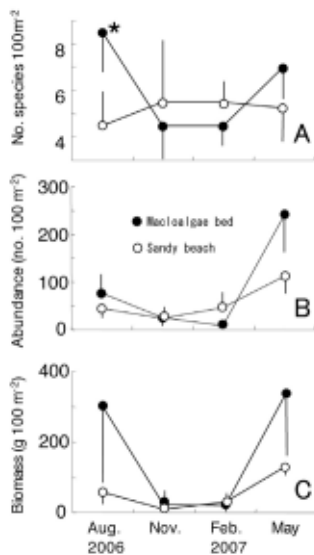 No. species 100m⁻²
8
6
4
*
A
Abundance (no. 100 m⁻²)
300
200
100
0
Macloalgae bed
Sandy beach
B
Biomass (g 100 m⁻²)
400
200
0
C
Aug. Nov. Feb. May
2006 2007